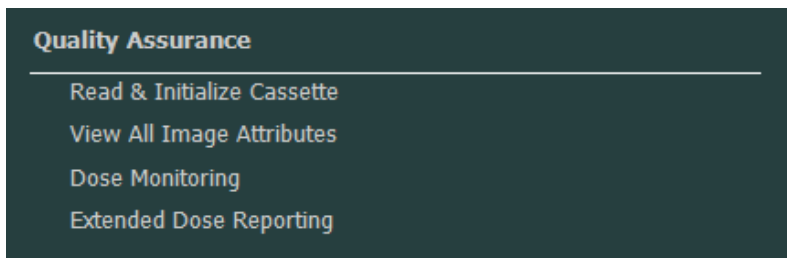 Quality Assurance
Read & Initialize Cassette
View All Image Attributes
Dose Monitoring
Extended Dose Reporting